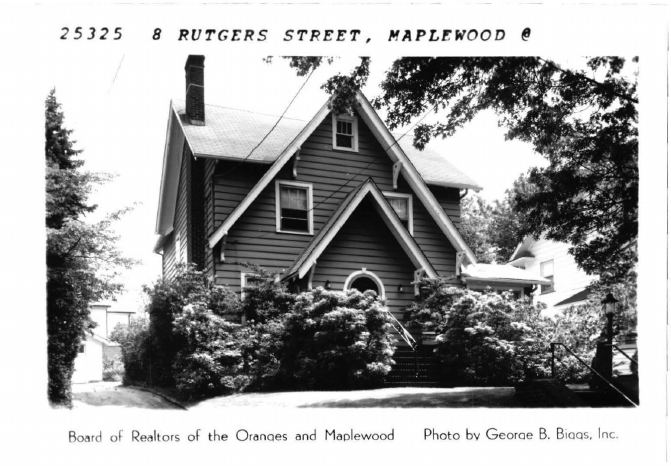 25325 8 RUTGERS STREET, MAPLEWOOD @
Board of Realtors of the Oranges and Maplewood Photo by George B. Biggs, Inc.